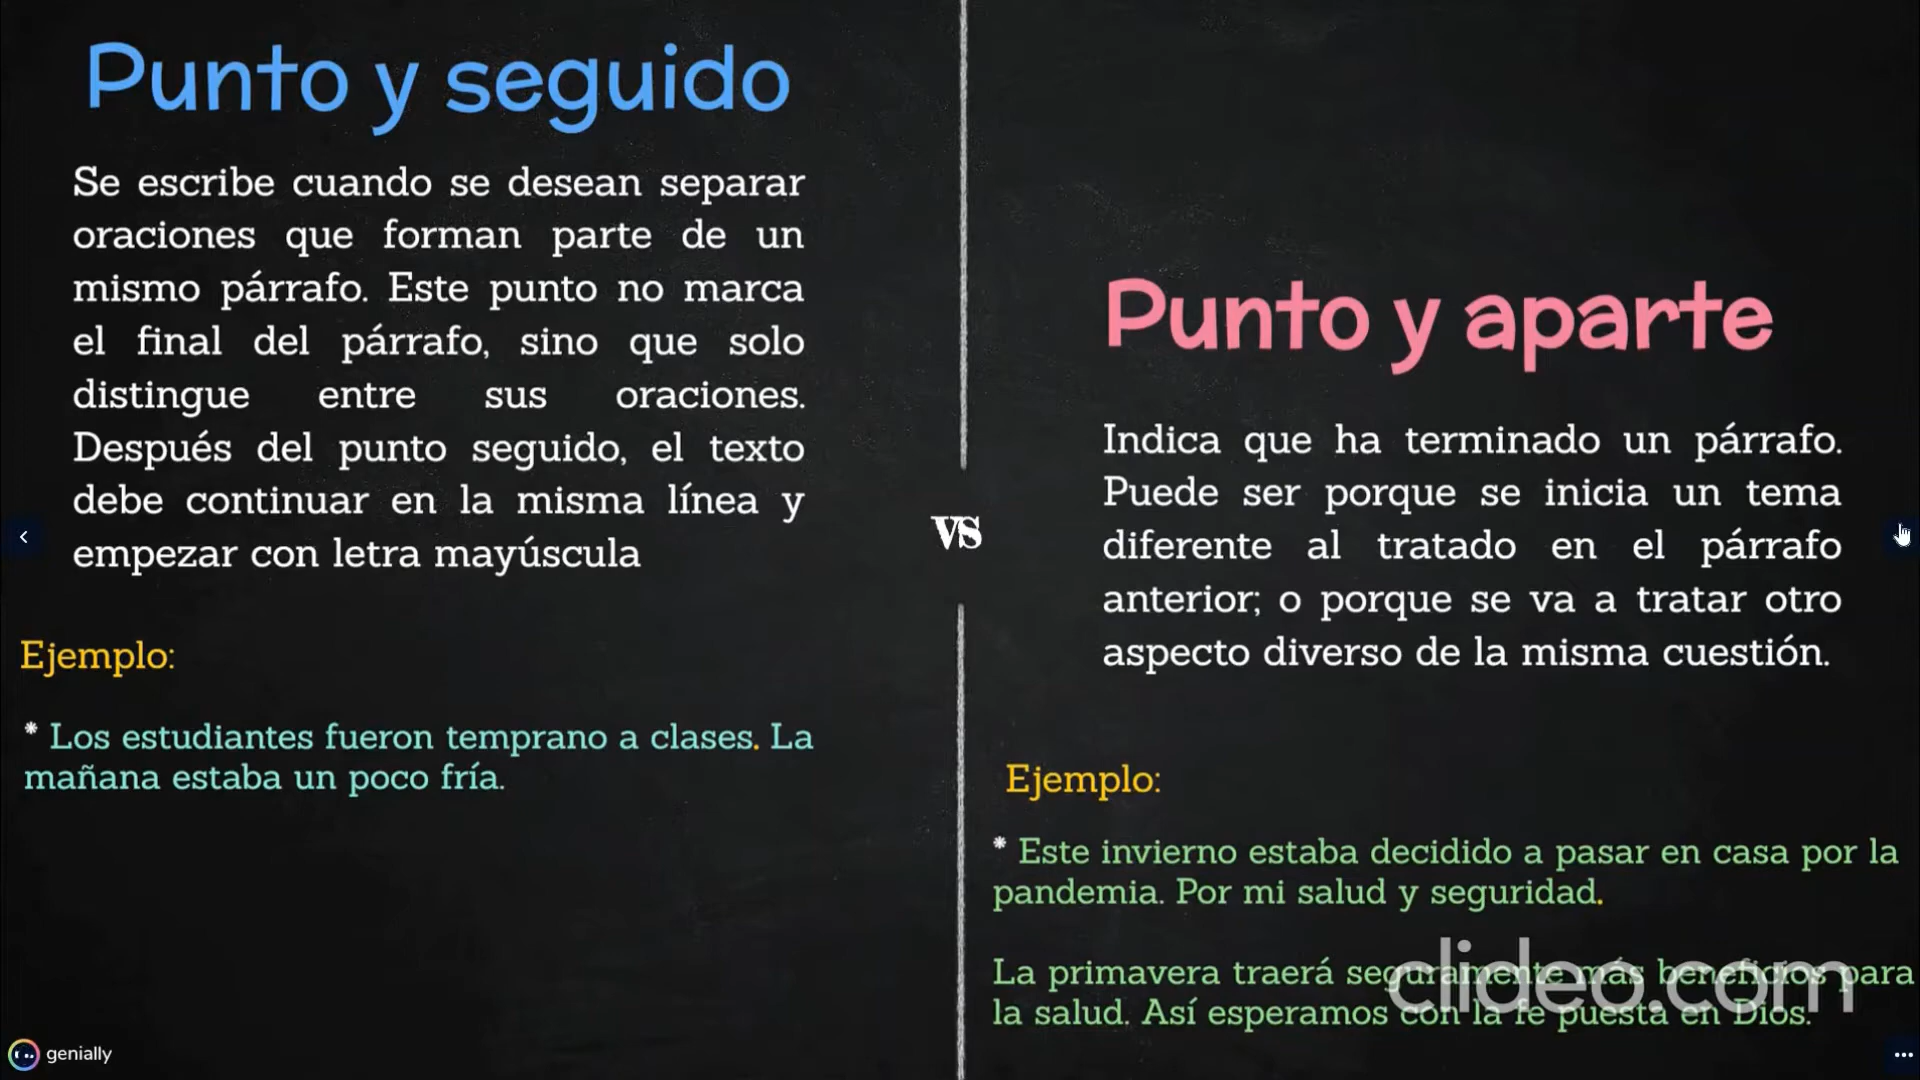 Punto y seguido
Se escribe cuando se desean separar
oraciones que forman parte de un
mismo párrafo. Este punto no marca
el final del párrafo, sino que solo
distingue entre sus oraciones.
Después del punto seguido, el texto
debe continuar en la misma línea y
empezar con letra mayúscula
Ejemplo:
* Los estudiantes fueron temprano a clases. La
mañana estaba un poco fría.
vs
Punto y aparte
Indica que ha terminado un párrafo.
Puede ser porque se inicia un tema
diferente al tratado en el párrafo
anterior; o porque se va a tratar otro
aspecto diverso de la misma cuestión.
Ejemplo:
* Este invierno estaba decidido a pasar en casa por la
pandemia. Por mi salud y seguridad.
La primavera traerá seguramente más beneficios para
la salud. Así esperamos con la fe puesta en Dios.
clideo.com
genially